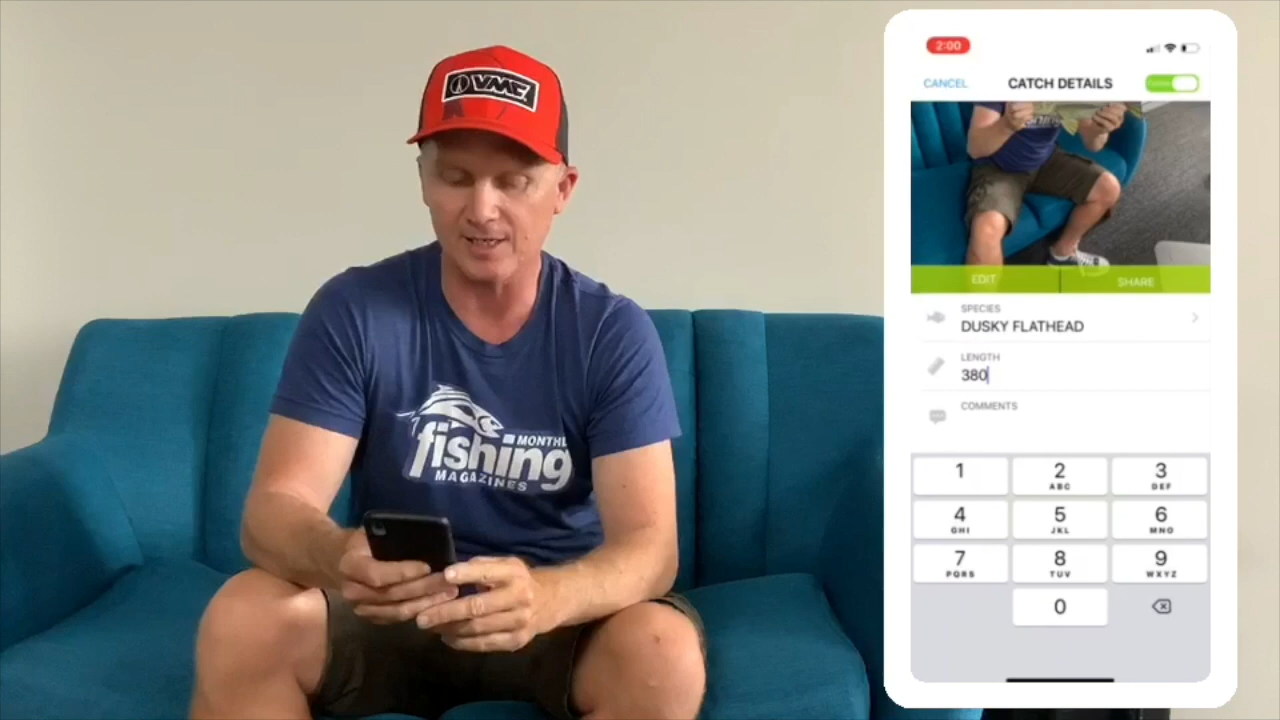 VMC
fishing
MONTHL
MAGAZINES
2:00
CANCEL
CATCH DETAILS
EDIT
SHARE
SPECIES
DUSKY FLATHEAD
LENGTH
380
COMMENTS
1
2
3
ABC
DEF
4
5
6
GHI
JKL
MNO
7
8
9
PQRS
TUV
WXYZ
0